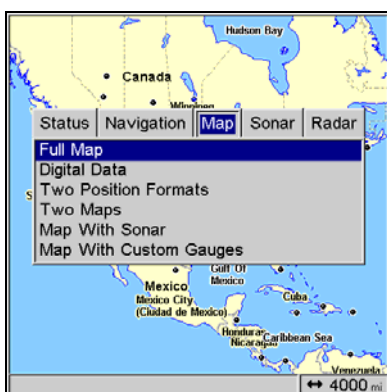 Hudson Bay
Canada
Winnipeg
Status Navigation Map Sonar Radar
Full Map
Digital Data
Two Position Formats
Two Maps
Map With Sonar
Map With Custom Gauges
Gulf Of
Mexico
Mexico
Mexico City
(Ciudad de Mexico)
Cuba
Honduras
Nicaragua
Caribbean Sea
Venezuela
↔ 4000 mi